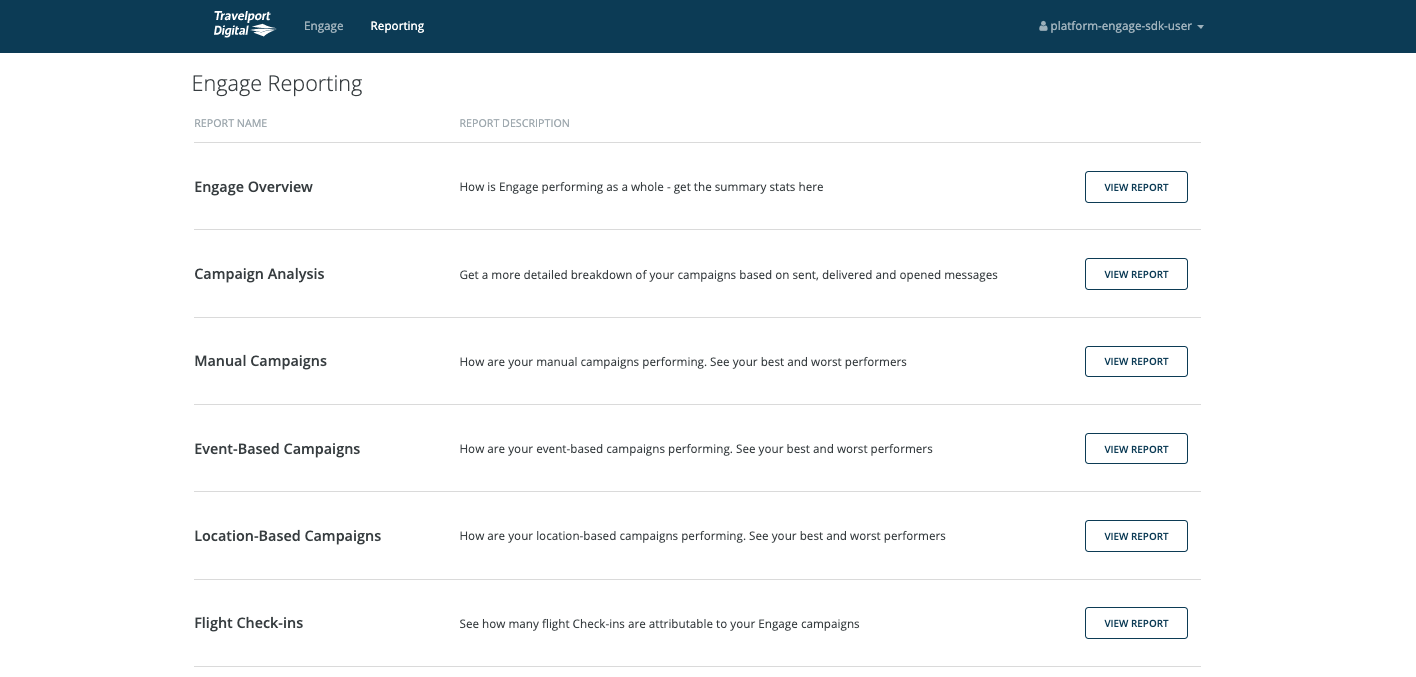 Travelport
Digital
Engage
Reporting
platform-engage-sdk-user
Engage Reporting
REPORT NAME
REPORT DESCRIPTION
Engage Overview
How is Engage performing as a whole - get the summary stats here
VIEW REPORT
Campaign Analysis
Get a more detailed breakdown of your campaigns based on sent, delivered and opened messages
VIEW REPORT
Manual Campaigns
How are your manual campaigns performing. See your best and worst performers
VIEW REPORT
Event-Based Campaigns
How are your event-based campaigns performing. See your best and worst performers
VIEW REPORT
Location-Based Campaigns
How are your location-based campaigns performing. See your best and worst performers
VIEW REPORT
Flight Check-ins
See how many flight Check-ins are attributable to your Engage campaigns
VIEW REPORT